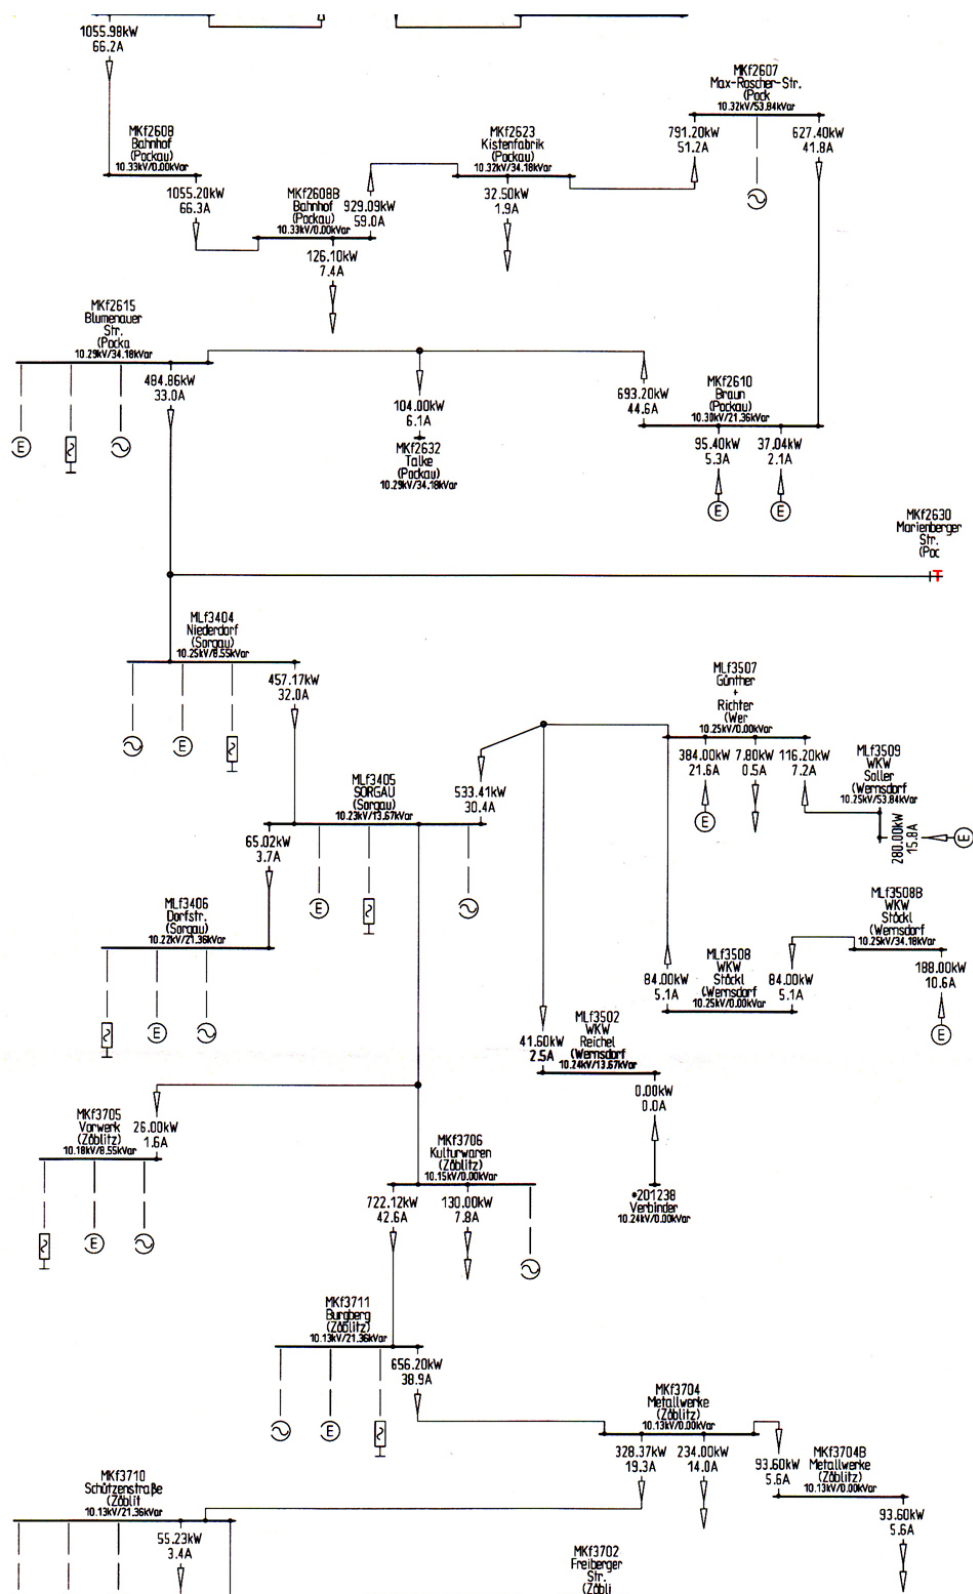 1055.98kW
66.2A
MKf2607
Max-Roscher-Str.
(Pock
10.32kV/53.84kVar
791.20kW
51.2A
627.40kW
41.8A
MKf2608
Bahnhof
(Pockau)
10.33kV/0.00kVar
1055.20kW
66.3A
MKf2623
Kistenfabrik
(Pockau)
10.32kV/34.18kVar
32.50kW
1.9A
MKf2608B
Bahnhof
(Pockau)
10.33kV/0.00kVar
929.09kW
59.0A
126.10kW
7.4A
MKf2615
Blumenauer
Str.
(Pocka
10.29kV/34.18kVar
484.86kW
33.0A
104.00kW
6.1A
MKf2632
Talke
(Pockau)
10.29kV/34.18kVar
693.20kW
44.6A
MKf2610
Braun
(Pockau)
10.30kV/21.36kVar
95.40kW
5.3A
37.04kW
2.1A
E
E
E
MKf2630
Marienberger
Str.
(Poc
MLf3404
Niederdorf
(Sorgau)
10.25kV/8.55kVar
457.17kW
32.0A
E
MLf3507
Günther
+
Richter
(Wer
10.25kV/0.00kVar
384.00kW
21.6A
7.80kW
0.5A
116.20kW
7.2A
E
MLf3509
WKW
Saller
(Wernsdorf
10.25kV/53.84kVar
280.00kW
15.8A
E
MLf3405
SORGAU
(Sorgau)
10.23kV/13.67kVar
533.41kW
30.4A
65.02kW
3.7A
E
MLf3406
Dorfstr.
(Sorgau)
10.22kV/21.36kVar
E
MLf3508B
WKW
Stöckl
(Wernsdorf
10.25kV/34.18kVar
188.00kW
10.6A
E
MLf3508
WKW
Stöckl
(Wernsdorf
10.25kV/0.00kVar
84.00kW
5.1A
84.00kW
5.1A
MLf3502
WKW
Reichel
(Wernsdorf
10.24kV/13.67kVar
41.60kW
2.5A
0.00kW
0.0A
*201238
Verbinder
10.24kV/0.00kVar
MKf3705
Vorwerk
(Zöblitz)
10.18kV/8.55kVar
26.00kW
1.6A
E
MKf3706
Kulturwaren
(Zöblitz)
10.15kV/0.00kVar
722.12kW
42.6A
130.00kW
7.8A
MKf3711
Burgberg
(Zöblitz)
10.13kV/21.36kVar
656.20kW
38.9A
E
MKf3704
Metallwerke
(Zöblitz)
10.13kV/0.00kVar
328.37kW
19.3A
234.00kW
14.0A
93.60kW
5.6A
MKf3704B
Metallwerke
(Zöblitz)
10.13kV/0.00kVar
93.60kW
5.6A
MKf3710
Schützenstraße
(Zöblit
10.13kV/21.36kVar
55.23kW
3.4A
MKf3702
Freiberger
Str.
(Zöbli